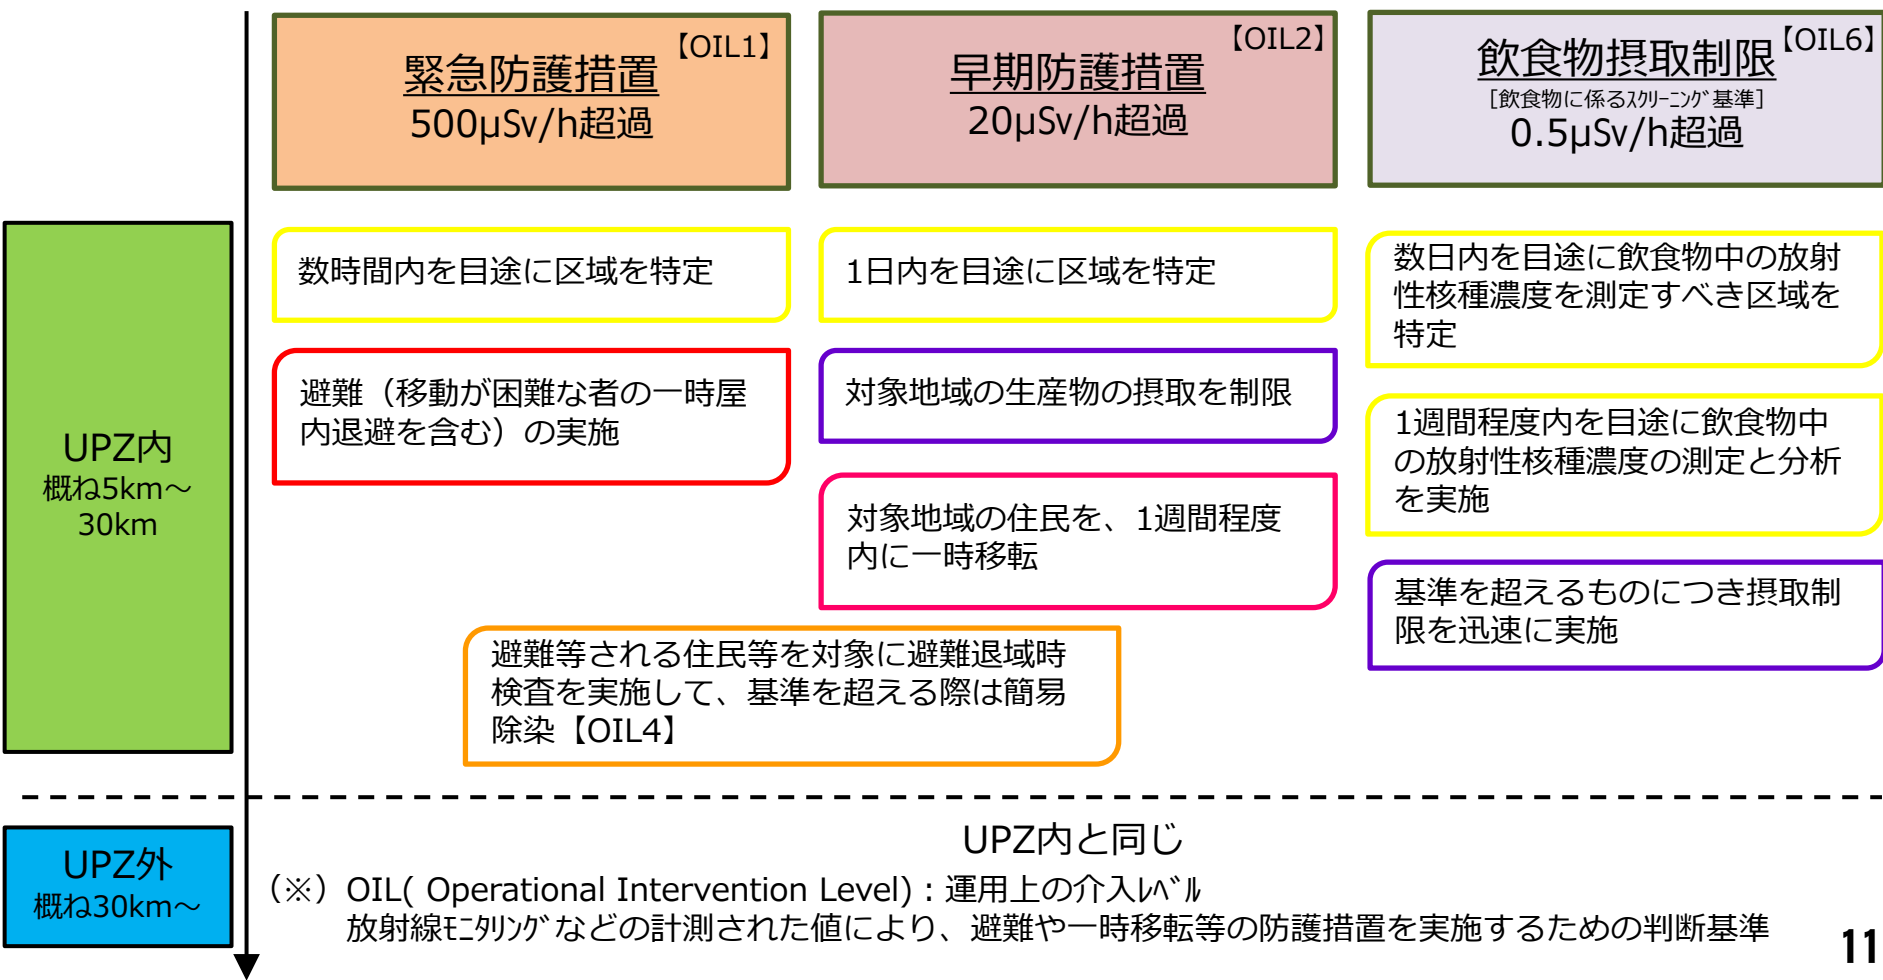 緊急防護措置【OIL1】
500μSv/h超過
早期防護措置【OIL2】
20μSv/h超過
飲食物摂取制限【OIL6】
[飲食物に係るｽｸﾘｰﾆﾝｸﾞ基準]
0.5μSv/h超過
UPZ内
概ね5km～
30km
数時間内を目途に区域を特定
避難（移動が困難な者の一時屋
内退避を含む）の実施
1日内を目途に区域を特定
対象地域の生産物の摂取を制限
対象地域の住民を、1週間程度
内に一時移転
避難等される住民等を対象に避難退域時
検査を実施して、基準を超える際は簡易
除染【OIL4】
数日内を目途に飲食物中の放射
性核種濃度を測定すべき区域を
特定
1週間程度内を目途に飲食物中
の放射性核種濃度の測定と分析
を実施
基準を超えるものにつき摂取制
限を迅速に実施
UPZ外
概ね30km～
UPZ内と同じ
（※）OIL( Operational Intervention Level)：運用上の介入ﾚﾍﾞﾙ
放射線ﾓﾆﾀﾘﾝｸﾞなどの計測された値により、避難や一時移転等の防護措置を実施するための判断基準
11